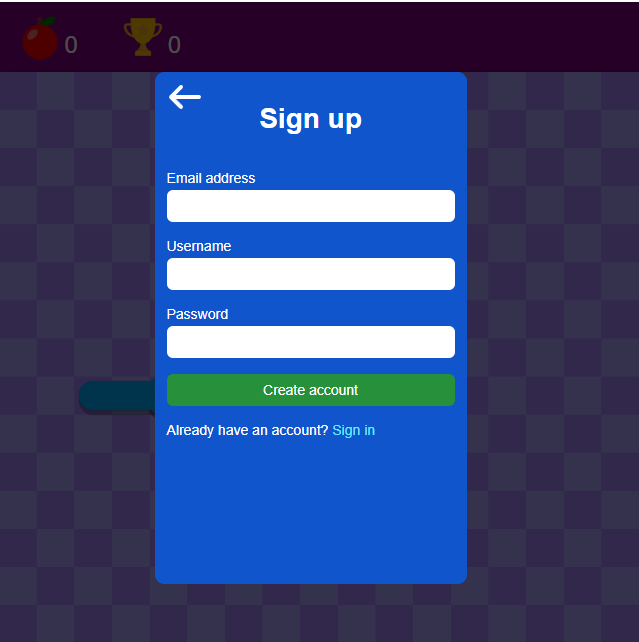 0 0
Sign up
Email address
Username
Password
Create account
Already have an account? Sign in